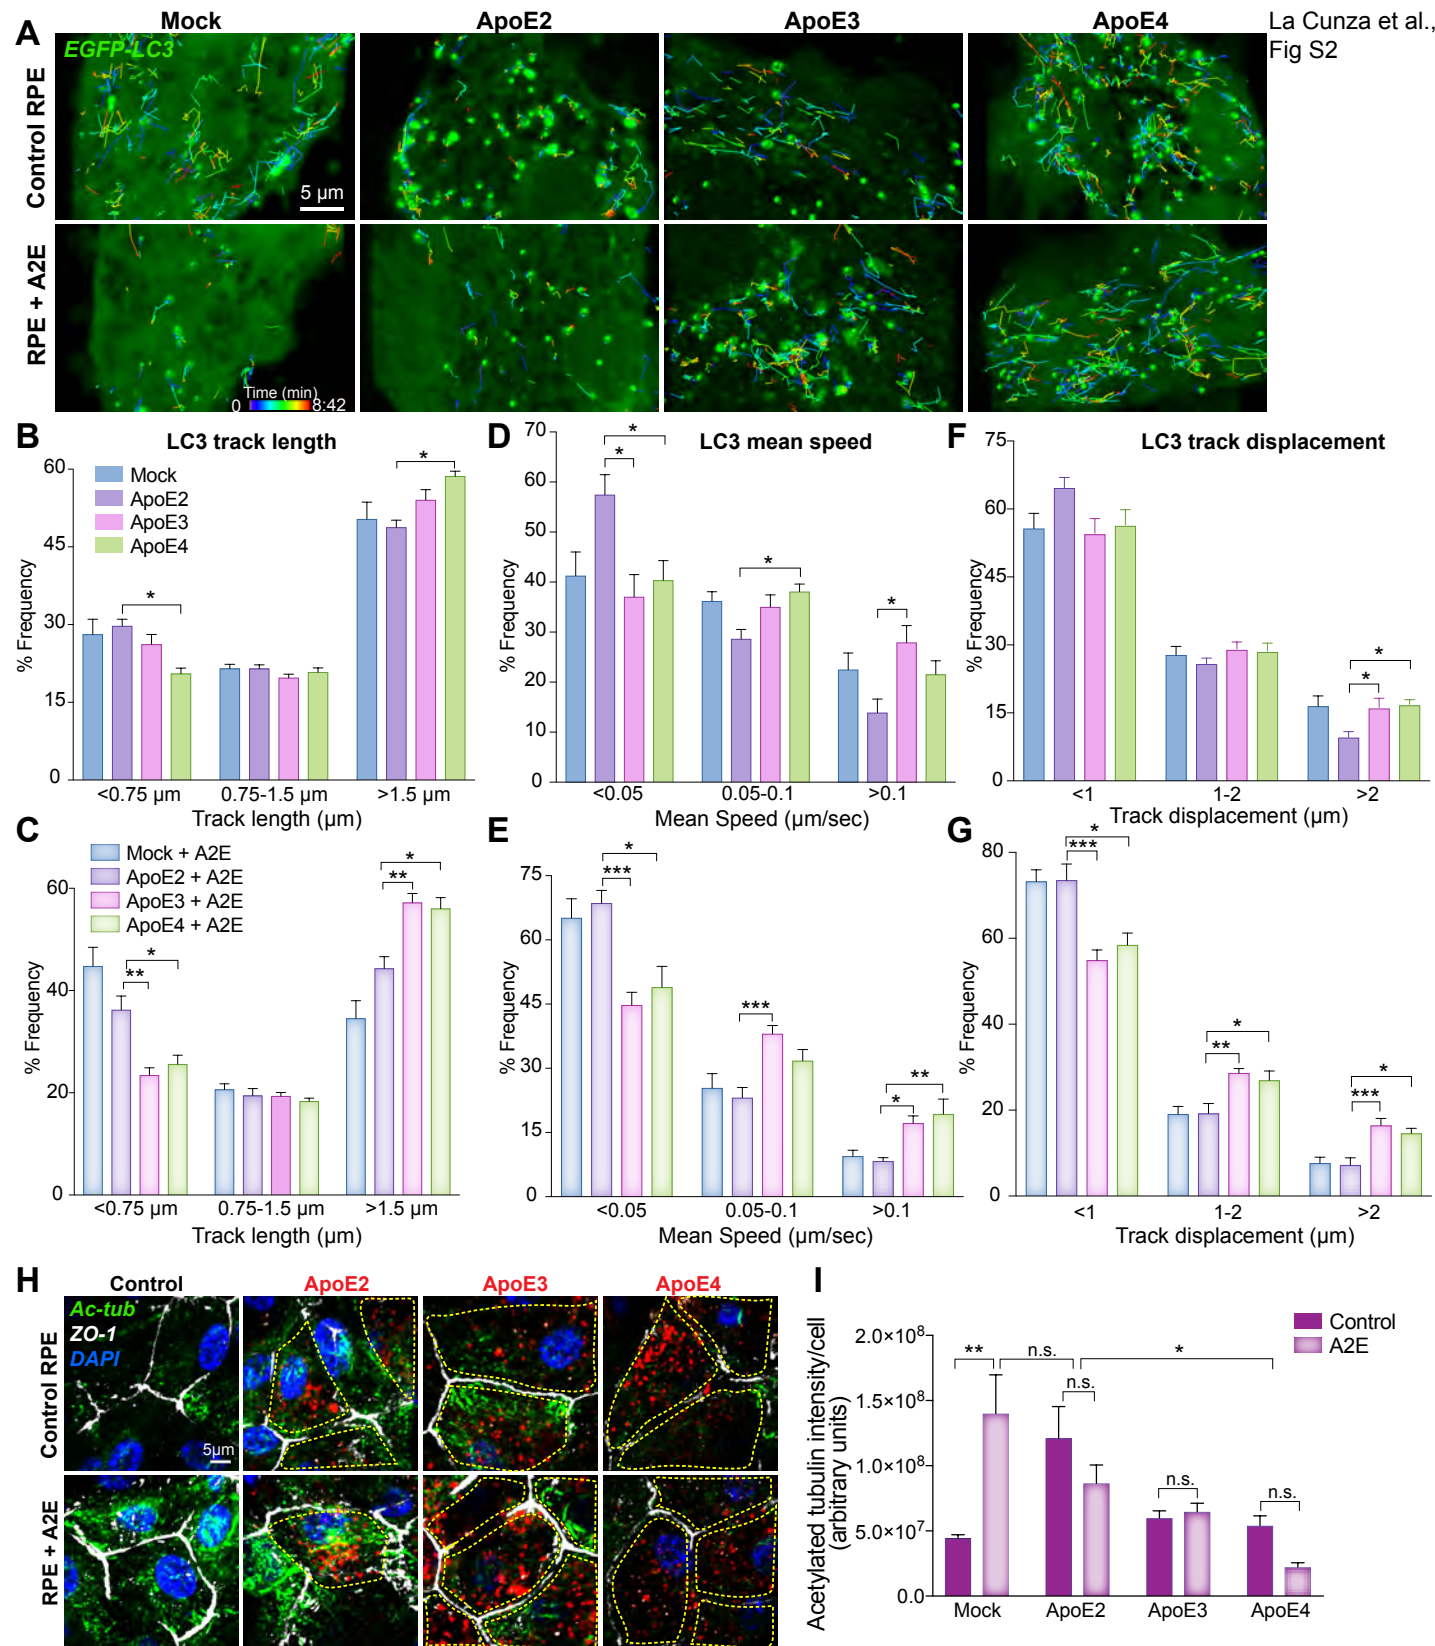 La Cunza et al.,
Fig S2
A
Mock
ApoE2
ApoE3
ApoE4
Control RPE
EGFP-LC3
5 µm
RPE + A2E
Time (min)
0
8:42
B
LC3 track length
Mock
ApoE2
ApoE3
ApoE4
% Frequency
60
45
30
15
0
*
*
<0.75 µm
0.75-1.5 µm
>1.5 µm
Track length (µm)
D
LC3 mean speed
% Frequency
70
60
50
40
30
20
10
0
*
*
*
*
<0.05
0.05-0.1
>0.1
Mean Speed (µm/sec)
F
LC3 track displacement
% Frequency
75
60
45
30
15
0
*
*
<1
1-2
>2
Track displacement (µm)
C
Mock + A2E
ApoE2 + A2E
ApoE3 + A2E
ApoE4 + A2E
% Frequency
60
40
20
0
*
**
*
**
<0.75 µm
0.75-1.5 µm
>1.5 µm
Track length (µm)
E
% Frequency
75
60
45
30
15
0
*
***
***
**
*
<0.05
0.05-0.1
>0.1
Mean Speed (µm/sec)
G
% Frequency
80
60
40
20
0
*
***
*
**
*
***
<1
1-2
>2
Track displacement (µm)
H
Control
ApoE2
ApoE3
ApoE4
Control RPE
Ac-tub
ZO-1
DAPI
5µm
RPE + A2E
I
Control
A2E
Acetylated tubulin intensity/cell
(arbitrary units)
2.0×10⁸
1.5×10⁸
1.0×10⁸
5.0×10⁷
0.0
**
n.s.
*
n.s.
n.s.
n.s.
Mock
ApoE2
ApoE3
ApoE4